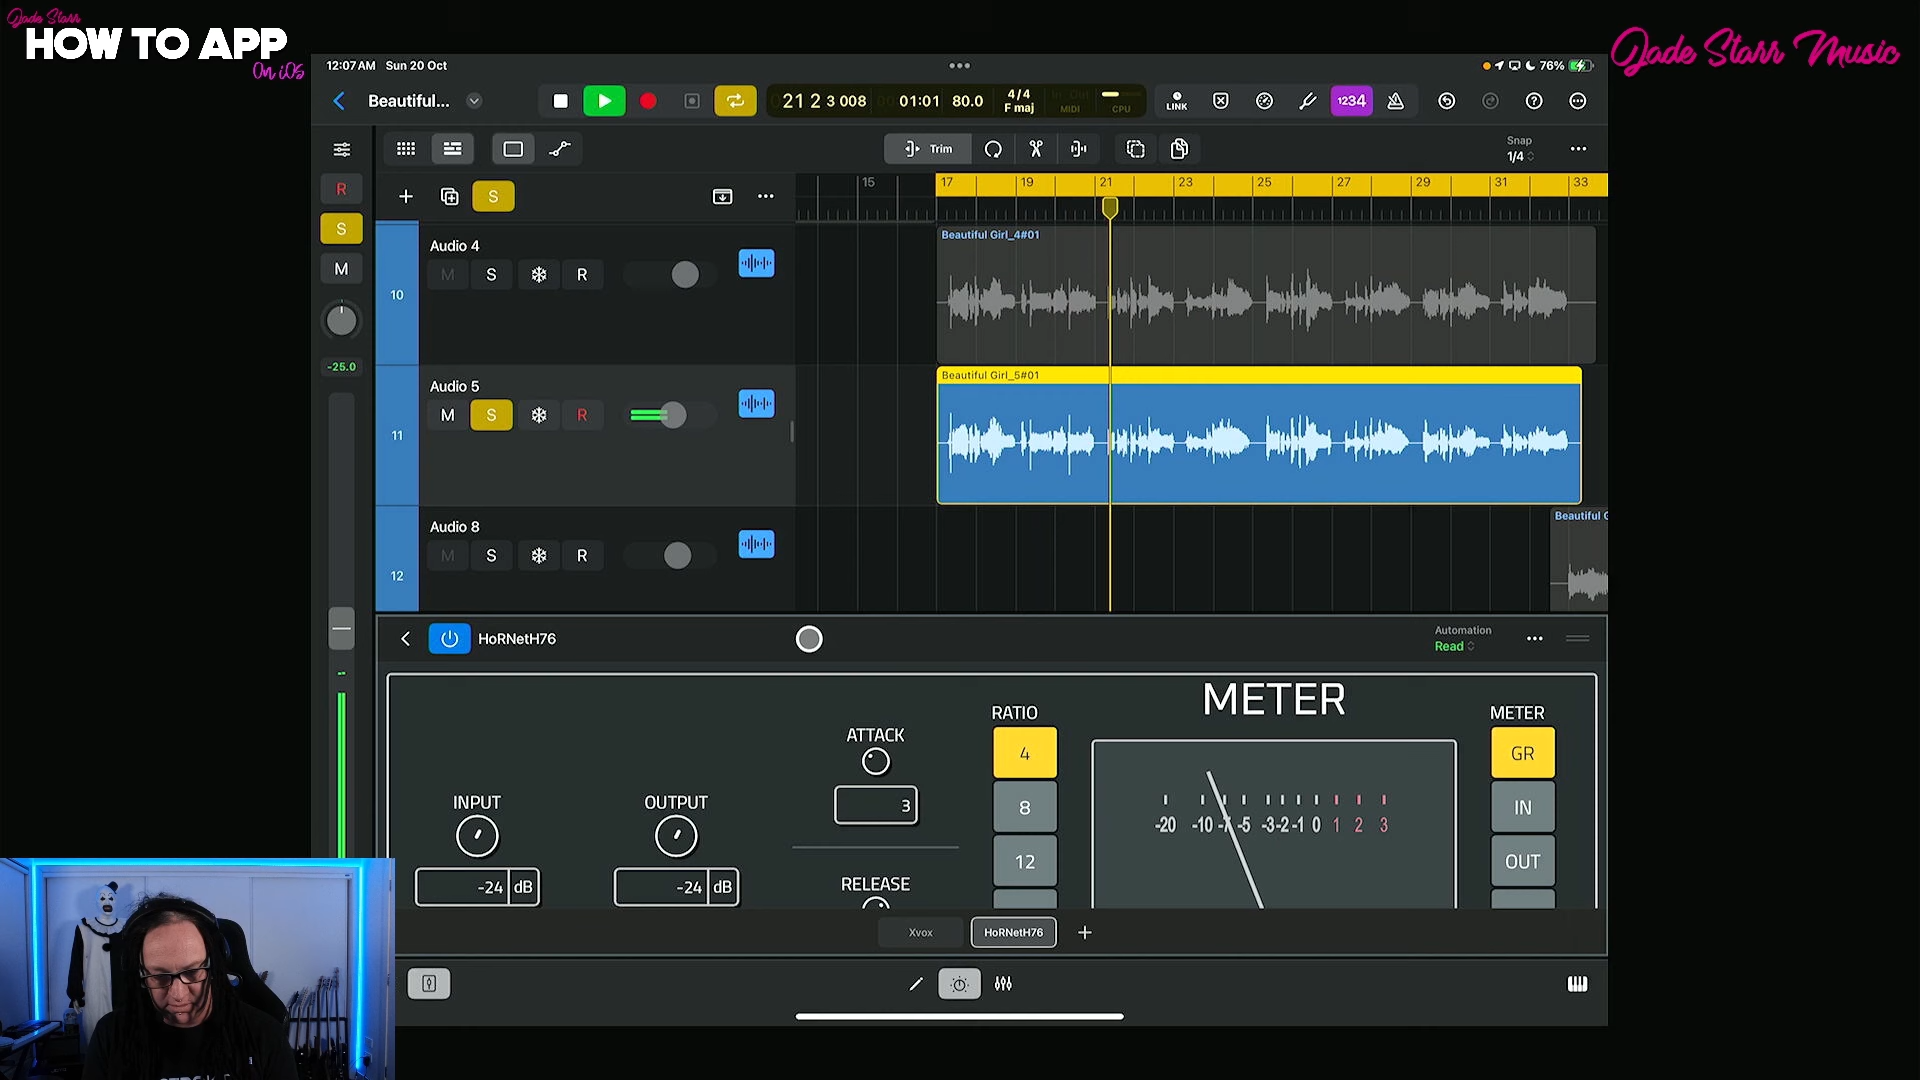 Jade Starr
HOW TO APP
On iOS
Jade Starr Music
12:07AM Sun 20 Oct
76%
Beautiful...
21 2 3 008
01:01
80.0
4/4
F maj
In Out
MIDI
CPU
LINK
1234
Trim
Snap
1/4
R
S
M
-25.0
S
15 17 19 21 23 25 27 29 31 33
10
Audio 4
M S R
Beautiful Girl_4#01
11
Audio 5
M S R
Beautiful Girl_5#01
12
Audio 8
M S R
Beautiful G
HoRNetH76
Automation
Read
INPUT
-24 dB
OUTPUT
-24 dB
ATTACK
3
RELEASE
RATIO
4
8
12
METER
-20 -10 -7 -5 -3 -2 -1 0 1 2 3
METER
GR
IN
OUT
Xvox
HoRNetH76